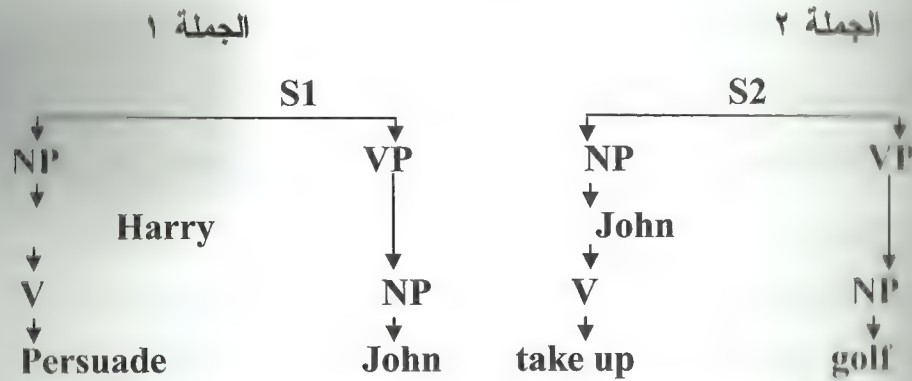 الجملة ١ الجملة ٢
S1 S2
NP VP NP VP
Harry John
V NP V NP
Persuade John take up golf